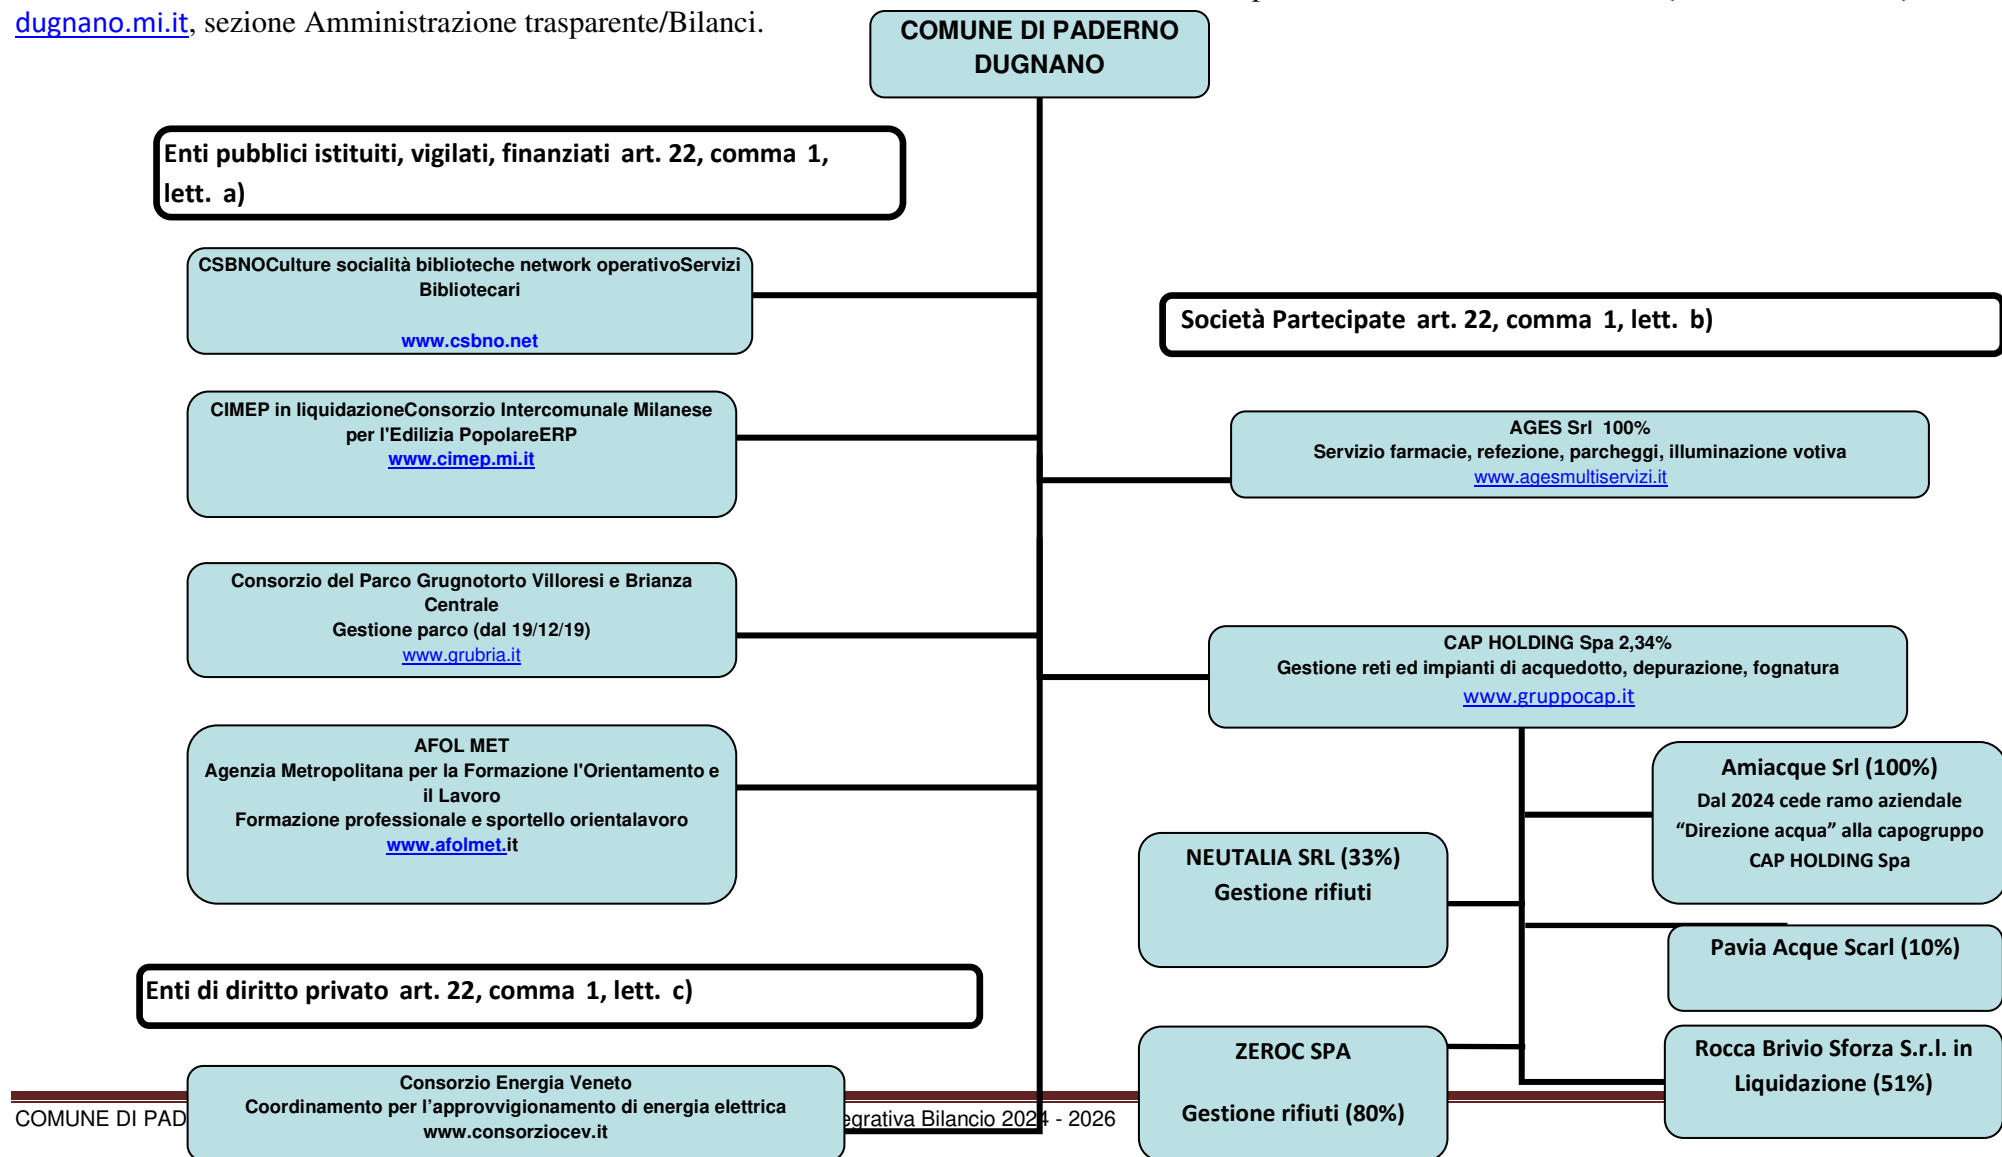 dugnano.mi.it, sezione Amministrazione trasparente/Bilanci.
COMUNE DI PADERNO
DUGNANO
Enti pubblici istituiti, vigilati, finanziati art. 22, comma 1,
lett. a)
CSBNOCulture socialità biblioteche network operativoServizi
Bibliotecari
www.csbno.net
CIMEP in liquidazioneConsorzio Intercomunale Milanese
per l'Edilizia PopolareERP
www.cimep.mi.it
Consorzio del Parco Grugnotorto Villoresi e Brianza
Centrale
Gestione parco (dal 19/12/19)
www.grubria.it
AFOL MET
Agenzia Metropolitana per la Formazione l'Orientamento e
il Lavoro
Formazione professionale e sportello orientalavoro
www.afolmet.it
Enti di diritto privato art. 22, comma 1, lett. c)
Consorzio Energia Veneto
Coordinamento per l’approvvigionamento di energia elettrica
www.consorziocev.it
Società Partecipate art. 22, comma 1, lett. b)
AGES Srl 100%
Servizio farmacie, refezione, parcheggi, illuminazione votiva
www.agesmultiservizi.it
CAP HOLDING Spa 2,34%
Gestione reti ed impianti di acquedotto, depurazione, fognatura
www.gruppocap.it
Amiacque Srl (100%)
Dal 2024 cede ramo aziendale
“Direzione acqua” alla capogruppo
CAP HOLDING Spa
NEUTALIA SRL (33%)
Gestione rifiuti
Pavia Acque Scarl (10%)
ZEROC SPA
Gestione rifiuti (80%)
Rocca Brivio Sforza S.r.l. in
Liquidazione (51%)
COMUNE DI PAD egrativa Bilancio 2024 - 2026